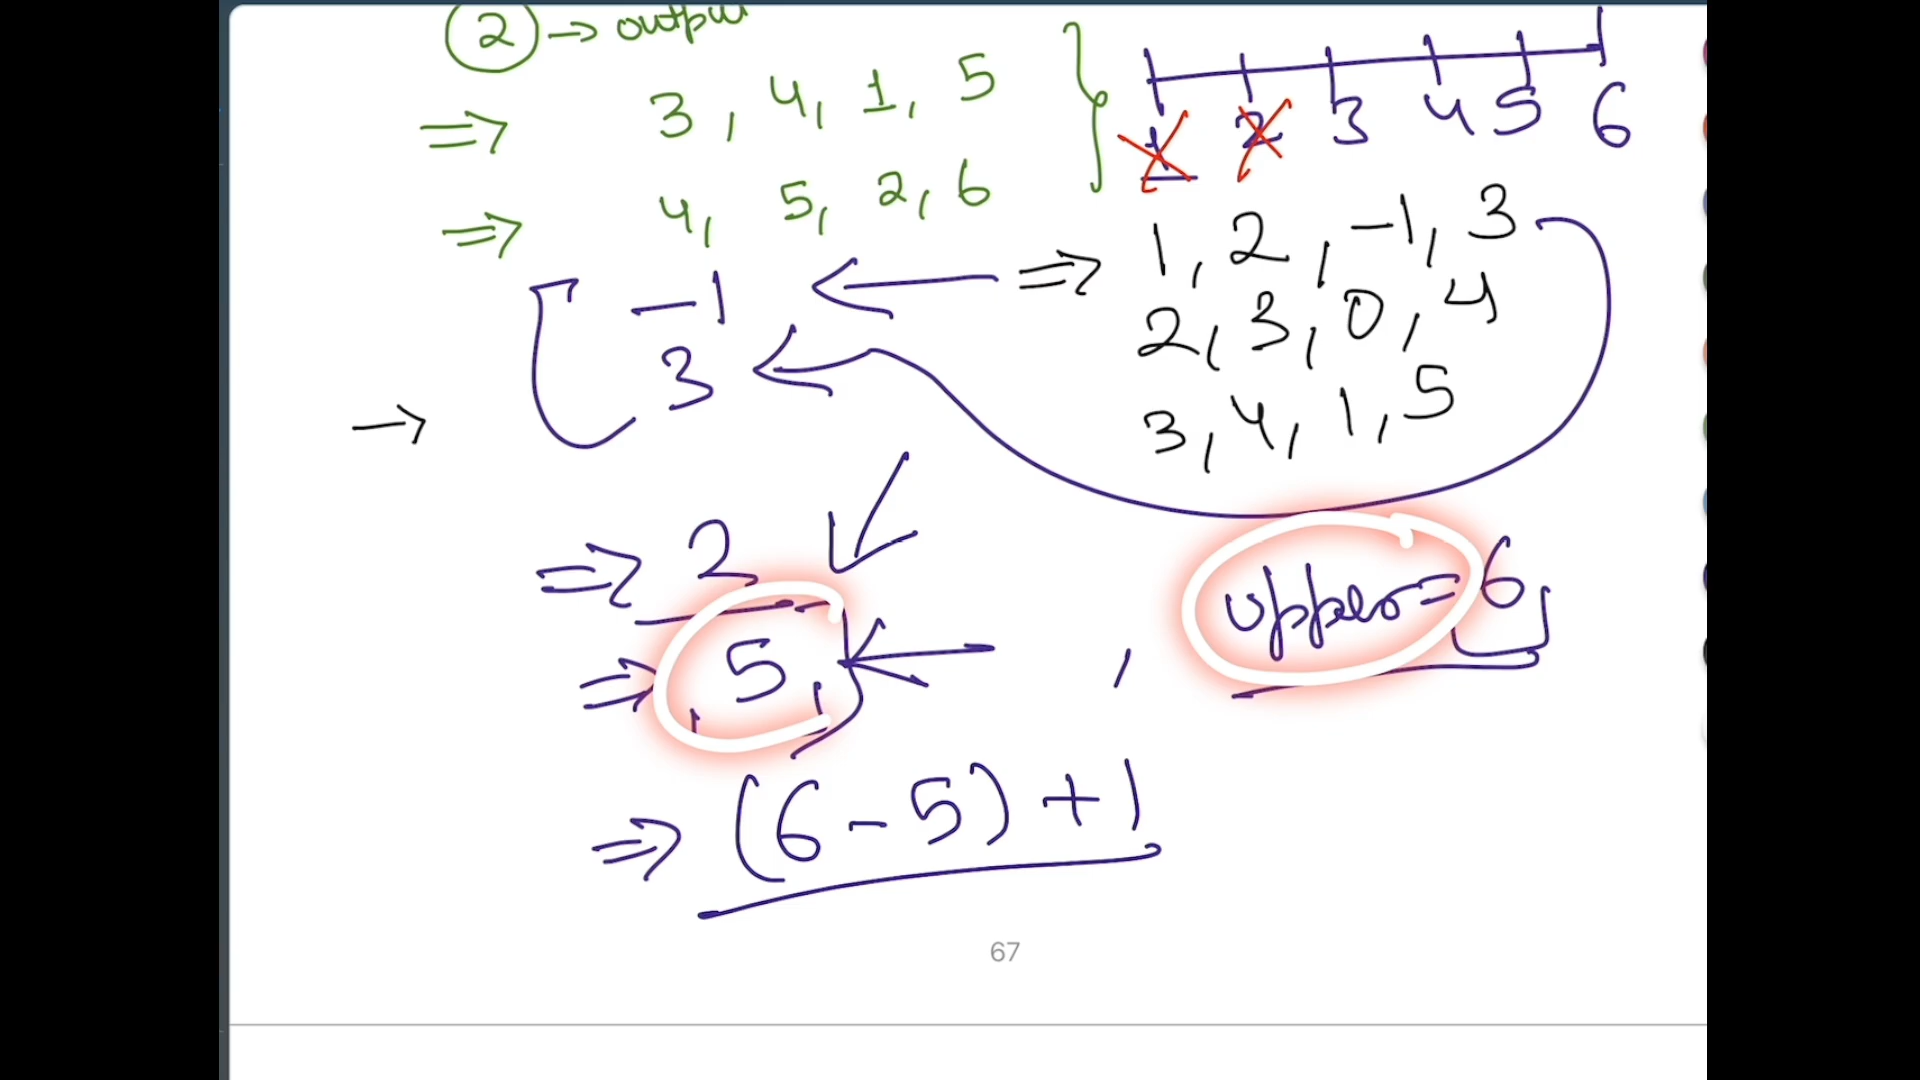 2 → output
⇒ 3, 4, 1, 5
1 2 3 4 5 6
⇒ 4, 5, 2, 6
-1 ← ⇒ 1, 2, -1, 3
3 ← 2, 3, 0, 4
→ 3, 4, 1, 5
⇒ 2
⇒ 5, , upper = 6
⇒ (6 - 5) + 1
67